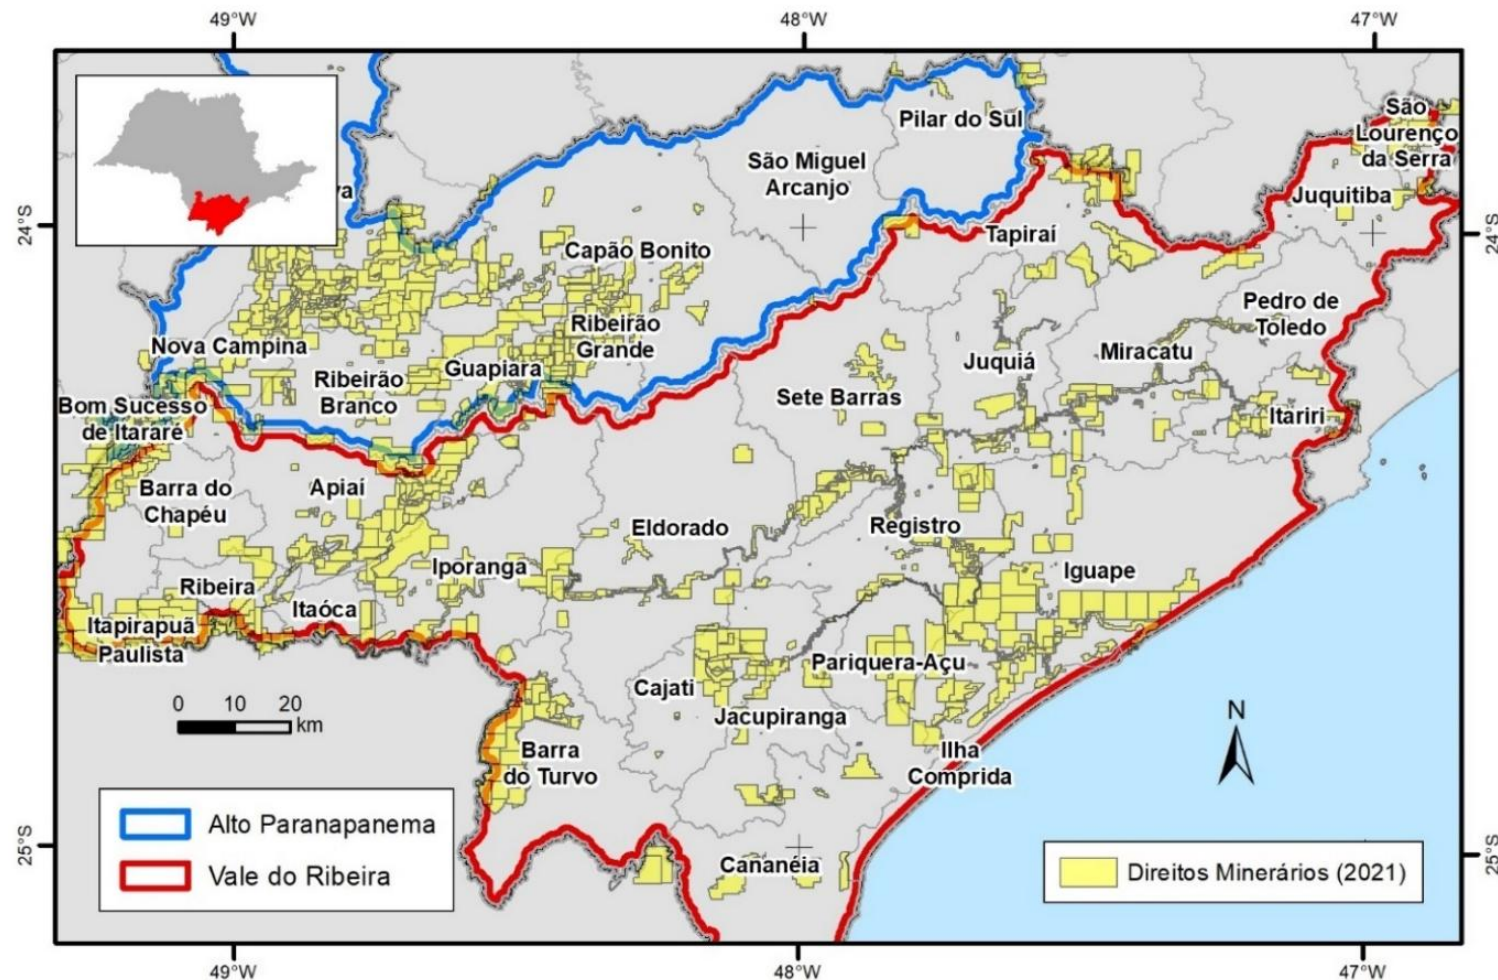 49°W
48°W
47°W
São
Lourenço
da Serra
Pilar do Sul
São Miguel
Arcanjo
Juquitiba
24°S
24°S
Tapiraí
Capão Bonito
Pedro de
Toledo
Ribeirão
Grande
Nova Campina
Miracatu
Juquiá
Guapiara
Ribeirão
Branco
Sete Barras
Bom Sucesso
de Itararé
Itariri
Barra do
Chapéu
Apiaí
Eldorado
Registro
Iporanga
Iguape
Ribeira
Itaóca
Itapirapuã
Paulista
Pariquera-Açu
Cajati
Jacupiranga
0 10 20
km
N
Barra
do Turvo
Ilha
Comprida
Alto Paranapanema
Vale do Ribeira
25°S
25°S
Cananéia
Direitos Minerários (2021)
49°W
48°W
47°W